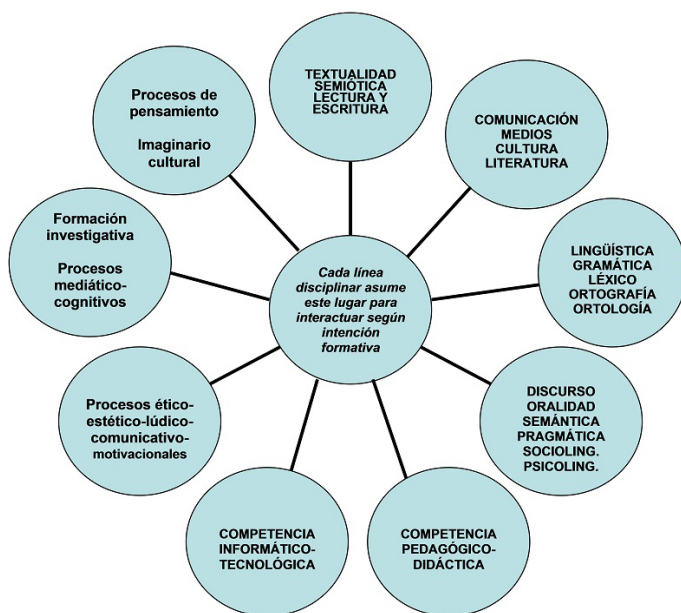 TEXTUALIDAD
SEMIÓTICA
LECTURA Y
ESCRITURA
COMUNICACIÓN
MEDIOS
CULTURA
LITERATURA
LINGÜÍSTICA
GRAMÁTICA
LÉXICO
ORTOGRAFÍA
ORTOLOGÍA
DISCURSO
ORALIDAD
SEMÁNTICA
PRAGMÁTICA
SOCIOLING.
PSICOLING.
COMPETENCIA
PEDAGÓGICO-
DIDÁCTICA
COMPETENCIA
INFORMÁTICO-
TECNOLÓGICA
Procesos ético-
estético-lúdico-
comunicativo-
motivacionales
Formación
investigativa
Procesos
mediático-
cognitivos
Procesos de
pensamiento
Imaginario
cultural
Cada línea
disciplinar asume
este lugar para
interactuar según
intención
formativa